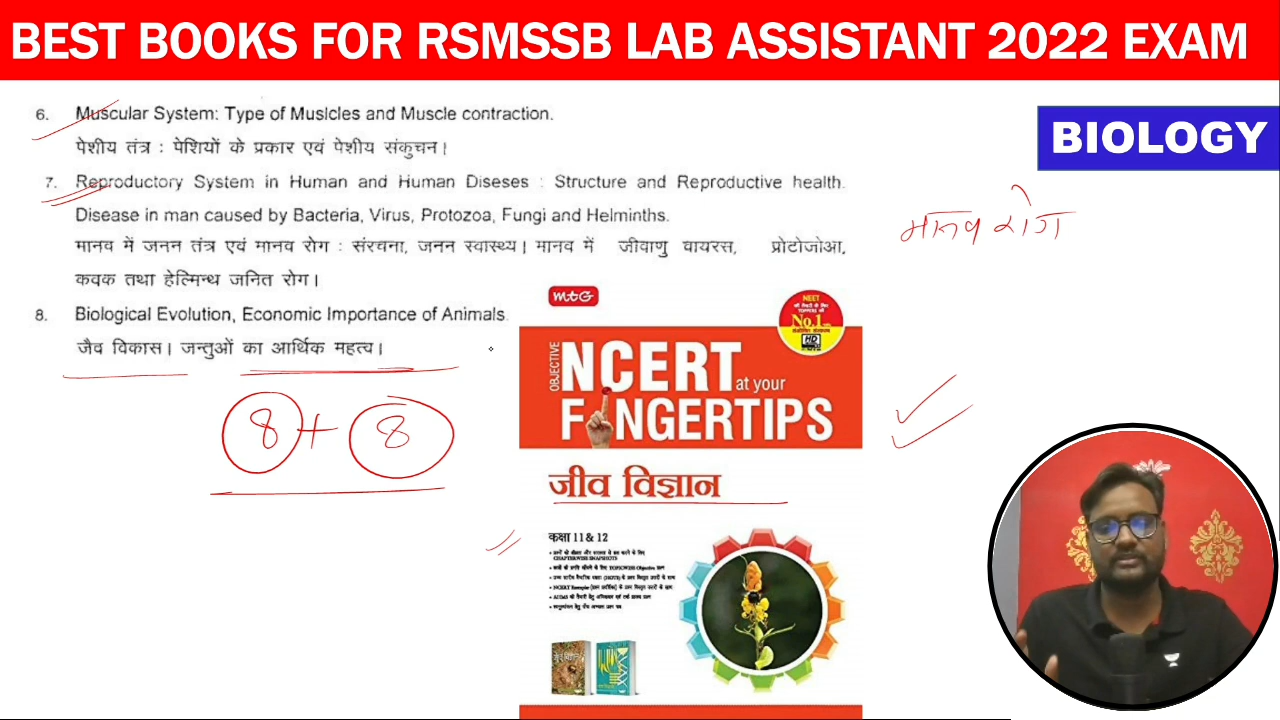 BEST BOOKS FOR RSMSSB LAB ASSISTANT 2022 EXAM
BIOLOGY
6. Muscular System: Type of Muslcles and Muscle contraction.
पेशीय तंत्र : पेशियों के प्रकार एवं पेशीय संकुचन।
7. Reproductory System in Human and Human Diseses : Structure and Reproductive health.
Disease in man caused by Bacteria, Virus, Protozoa, Fungi and Helminths.
मानव में जनन तंत्र एवं मानव रोग : संरचना, जनन स्वास्थ्य। मानव में जीवाणु वायरस, प्रोटोजोआ,
कवक तथा हेल्मिन्थ जनित रोग।
8. Biological Evolution, Economic Importance of Animals.
जैव विकास। जन्तुओं का आर्थिक महत्व।
मानव रोग
8 + 8
mtG
NEET
No.1
HD
OBJECTIVE
NCERT at your
FINGERTIPS
जीव विज्ञान
कक्षा 11 & 12
CHAPTERWISE SNAPSHOTS